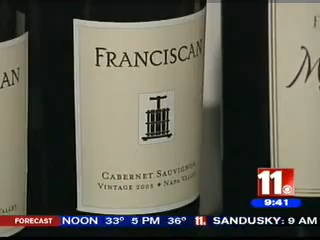 FRANCISCAN
CABERNET SAUVIGNON
VINTAGE 2005 • NAPA VALLEY
AN
VALLEY
F
M
11
9:41
FORECAST NOON 33° 5 PM 36° 11. SANDUSKY: 9 AM